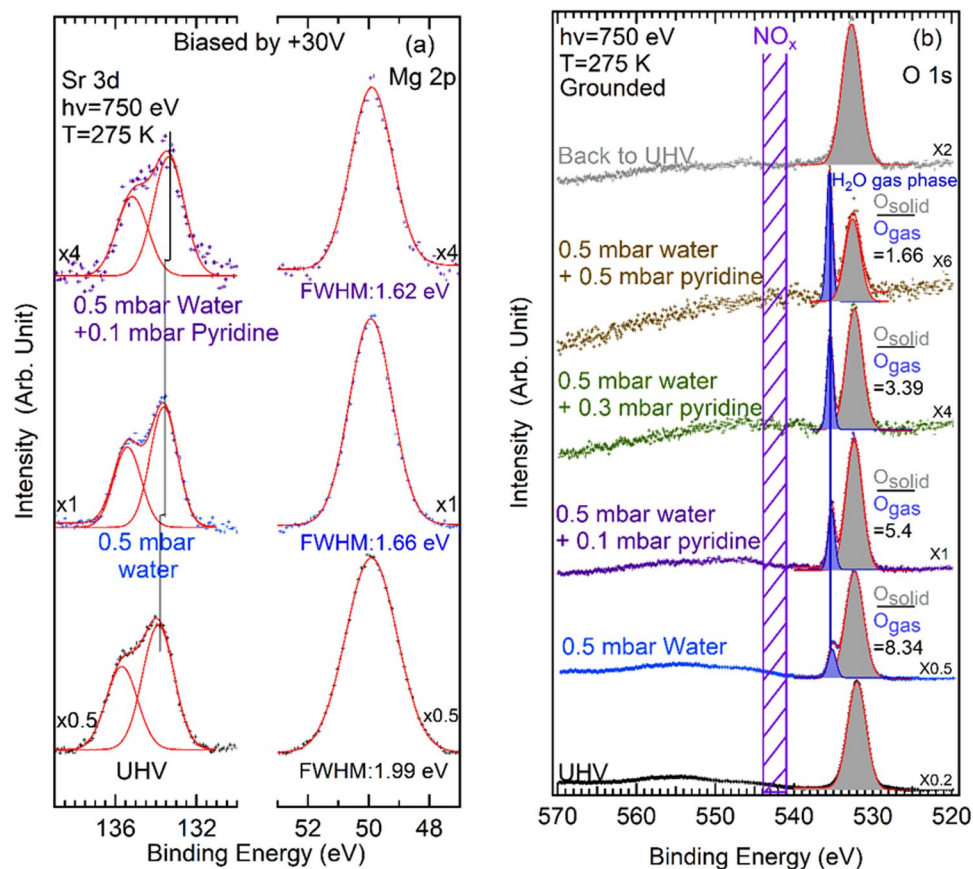 Biased by +30V
(a)
Sr 3d
hν=750 eV
T=275 K
Mg 2p
x4
x4
0.5 mbar Water
+0.1 mbar Pyridine
FWHM:1.62 eV
x1
x1
0.5 mbar
water
FWHM:1.66 eV
x0.5
x0.5
UHV
FWHM:1.99 eV
136 134 132 130
52 50 48
Binding Energy (eV)
Binding Energy (eV)
Intensity (Arb. Unit)
hν=750 eV
T=275 K
Grounded
NOx
(b)
O 1s
Back to UHV
X2
H2O gas phase
0.5 mbar water
+ 0.5 mbar pyridine
Osolid
Ogas
=1.66
X6
0.5 mbar water
+ 0.3 mbar pyridine
Osolid
Ogas
=3.39
X4
0.5 mbar water
+ 0.1 mbar pyridine
Osolid
Ogas
=5.4
X1
0.5 mbar Water
Osolid
Ogas
=8.34
X0.5
UHV
X0.2
570 560 550 540 530 520
Binding Energy (eV)
Intensity (Arb. Unit)